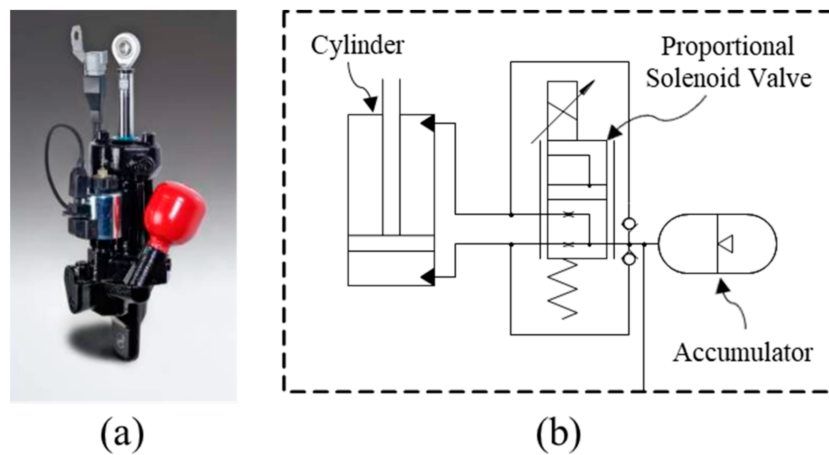 Cylinder
Proportional
Solenoid Valve
Accumulator
(a)
(b)